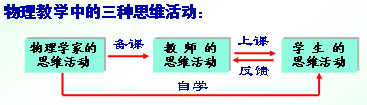 物理教学中的三种思维活动：
物理学家的
思维活动
备课
教 师 的
思维活动
上课
反馈
学 生 的
思维活动
自学